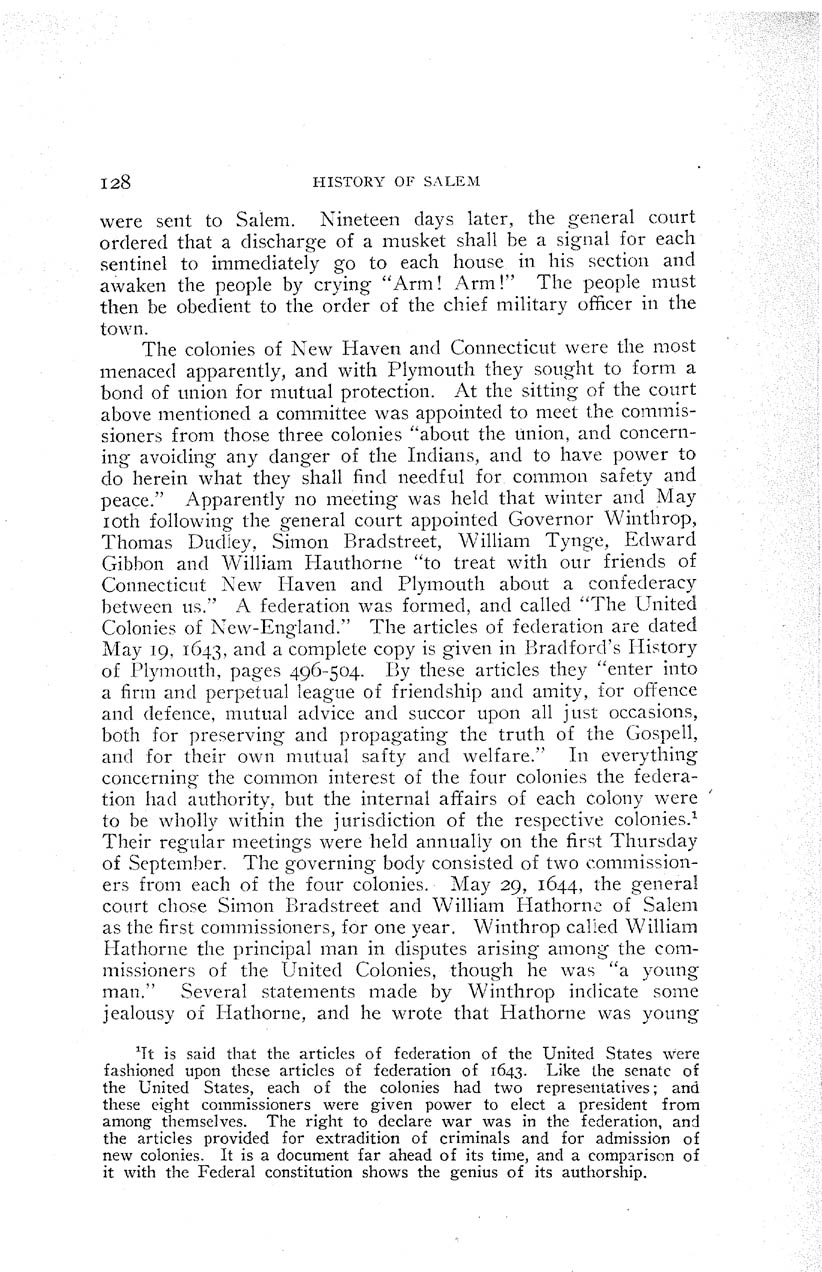 128 HISTORY OF SALEM
were sent to Salem. Nineteen days later, the general court
ordered that a discharge of a musket shall be a signal for each
sentinel to immediately go to each house in his section and
awaken the people by crying "Arm! Arm!" The people must
then be obedient to the order of the chief military officer in the
town.
The colonies of New Haven and Connecticut were the most
menaced apparently, and with Plymouth they sought to form a
bond of union for mutual protection. At the sitting of the court
above mentioned a committee was appointed to meet the commis-
sioners from those three colonies "about the union, and concern-
ing avoiding any danger of the Indians, and to have power to
do herein what they shall find needful for common safety and
peace." Apparently no meeting was held that winter and May
10th following the general court appointed Governor Winthrop,
Thomas Dudley, Simon Bradstreet, William Tynge, Edward
Gibbon and William Hauthorne "to treat with our friends of
Connecticut New Haven and Plymouth about a confederacy
between us." A federation was formed, and called "The United
Colonies of New-England." The articles of federation are dated
May 19, 1643, and a complete copy is given in Bradford's History
of Plymouth, pages 496-504. By these articles they "enter into
a firm and perpetual league of friendship and amity, for offence
and defence, mutual advice and succor upon all just occasions,
both for preserving and propagating the truth of the Gospell,
and for their own mutual safty and welfare." In everything
concerning the common interest of the four colonies the federa-
tion had authority, but the internal affairs of each colony were
to be wholly within the jurisdiction of the respective colonies.¹
Their regular meetings were held annually on the first Thursday
of September. The governing body consisted of two commission-
ers from each of the four colonies. May 29, 1644, the general
court chose Simon Bradstreet and William Hathorne of Salem
as the first commissioners, for one year. Winthrop called William
Hathorne the principal man in disputes arising among the com-
missioners of the United Colonies, though he was "a young
man." Several statements made by Winthrop indicate some
jealousy of Hathorne, and he wrote that Hathorne was young
¹It is said that the articles of federation of the United States were
fashioned upon these articles of federation of 1643. Like the senate of
the United States, each of the colonies had two representatives; and
these eight commissioners were given power to elect a president from
among themselves. The right to declare war was in the federation, and
the articles provided for extradition of criminals and for admission of
new colonies. It is a document far ahead of its time, and a comparison of
it with the Federal constitution shows the genius of its authorship.